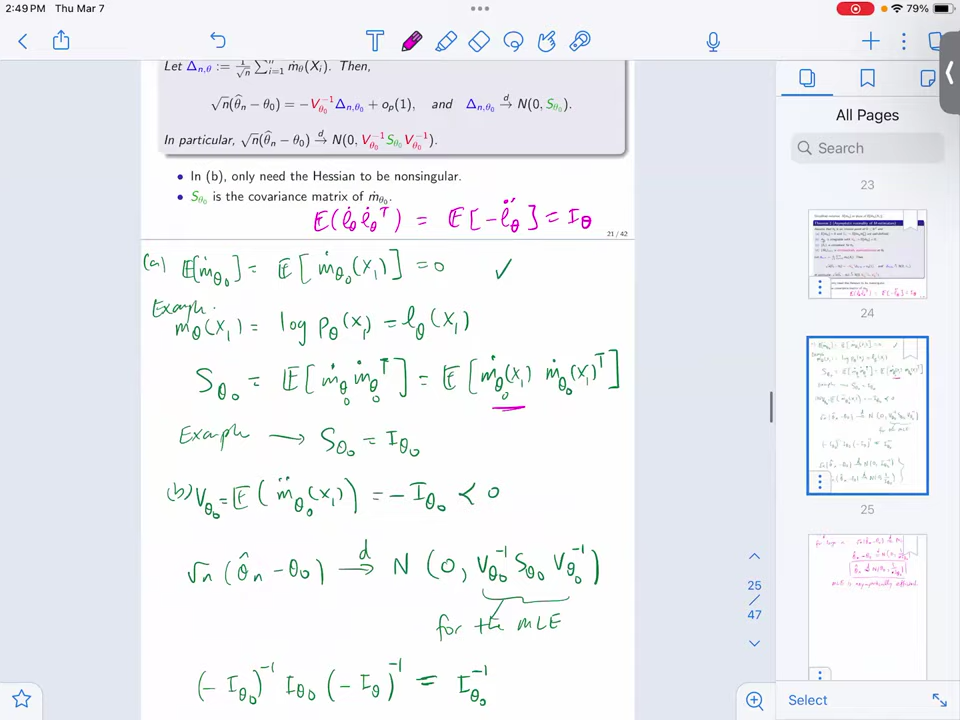 2:49 PM Thu Mar 7
79%
Let Δ_{n,θ} := 1/√n ∑_{i=1}^n ṁ_θ(X_i). Then,
√n(θ̂_n − θ_0) = −V_{θ_0}^{−1}Δ_{n,θ_0} + o_p(1), and Δ_{n,θ_0} →^d N(0, S_{θ_0}).
In particular, √n(θ̂_n − θ_0) →^d N(0, V_{θ_0}^{−1}S_{θ_0}V_{θ_0}^{−1}).
• In (b), only need the Hessian to be nonsingular.
• S_{θ_0} is the covariance matrix of ṁ_{θ_0}.
E(ℓ̇_θ ℓ̇_θ^T) = E[−ℓ̈_θ] = I_θ
21 / 42
(a) E[ṁ_{θ_0}] = E[ṁ_{θ_0}(X_1)] = 0 ✓
Example.
m_θ(X_1) = log p_θ(X_1) = ℓ_θ(X_1)
S_{θ_0} = E[ṁ_{θ_0} ṁ_{θ_0}^T] = E[ṁ_{θ_0}(X_1) ṁ_{θ_0}(X_1)^T]
Example → S_{θ_0} = I_{θ_0}
(b) V_{θ_0} = E(m̈_{θ_0}(X_1)) = −I_{θ_0} < 0
√n(θ̂_n − θ_0) →^d N(0, V_{θ_0}^{−1} S_{θ_0} V_{θ_0}^{−1})
for the MLE
(−I_{θ_0})^{−1} I_{θ_0} (−I_θ)^{−1} = I_{θ_0}^{−1}
All Pages
Search
23
24
25
25
/
47
Select